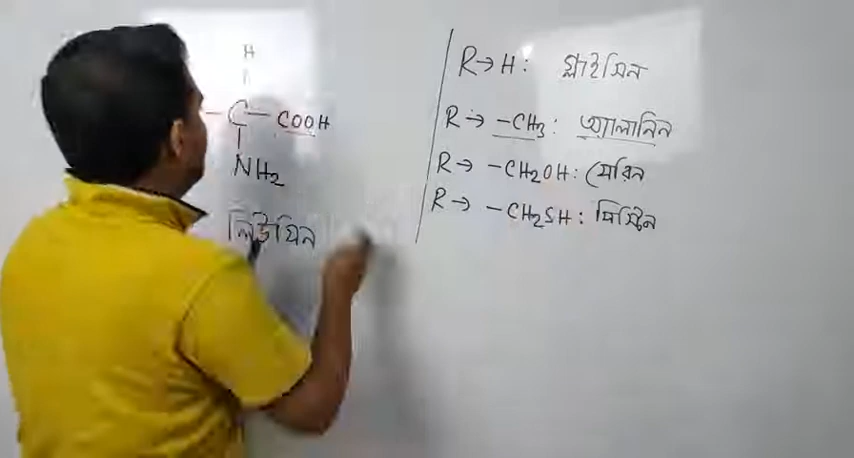 H
– C – COOH
NH₂
লিউসিন
R → H : গ্লাইসিন
R → –CH₃ : অ্যালানিন
R → –CH₂OH : সেরিন
R → –CH₂SH : সিস্টিন